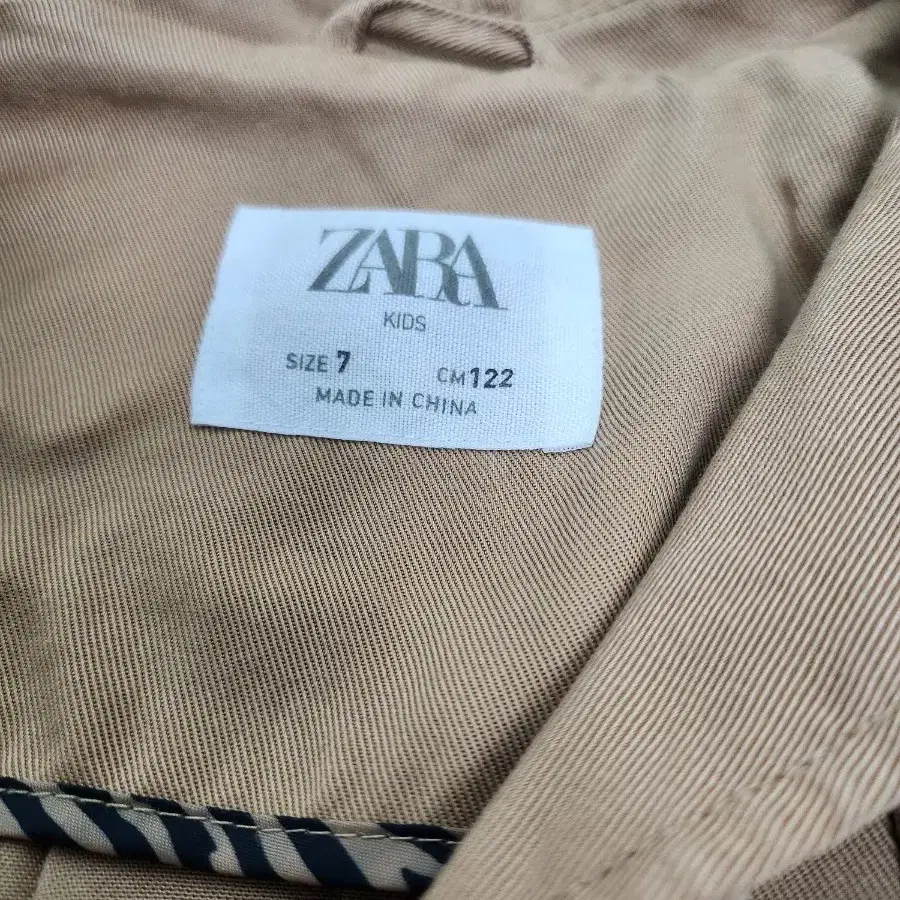 ZARA
KIDS
SIZE 7 CM 122
MADE IN CHINA